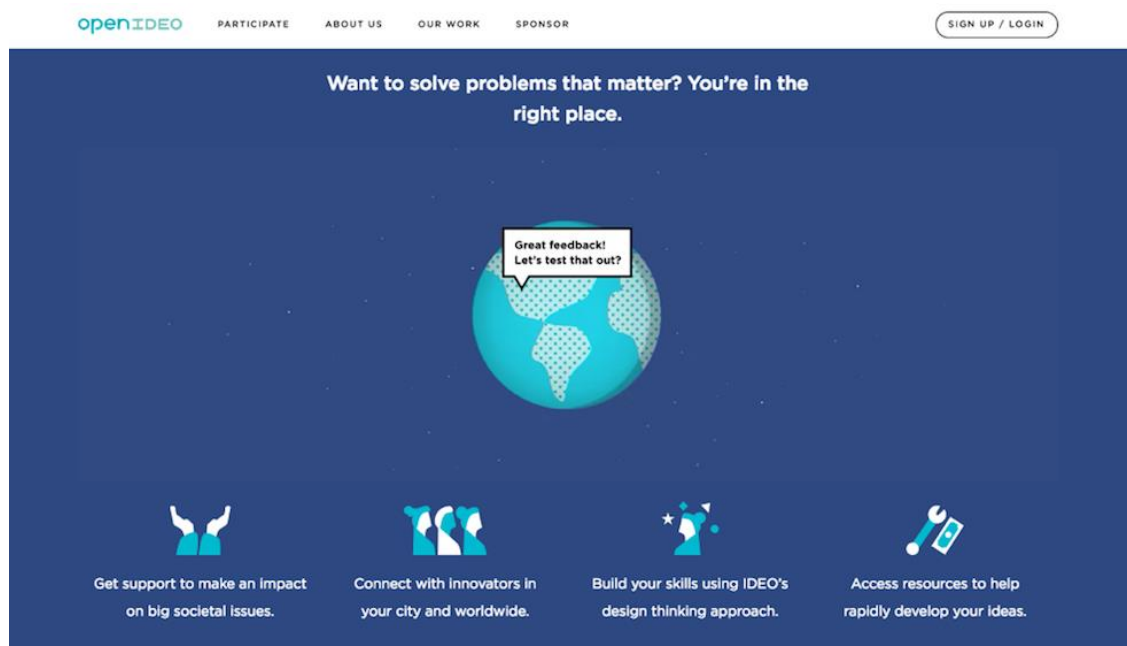 openIDEO PARTICIPATE ABOUT US OUR WORK SPONSOR SIGN UP / LOGIN
Want to solve problems that matter? You're in the
right place.
Great feedback!
Let's test that out?
Get support to make an impact
on big societal issues.
Connect with innovators in
your city and worldwide.
Build your skills using IDEO's
design thinking approach.
Access resources to help
rapidly develop your ideas.